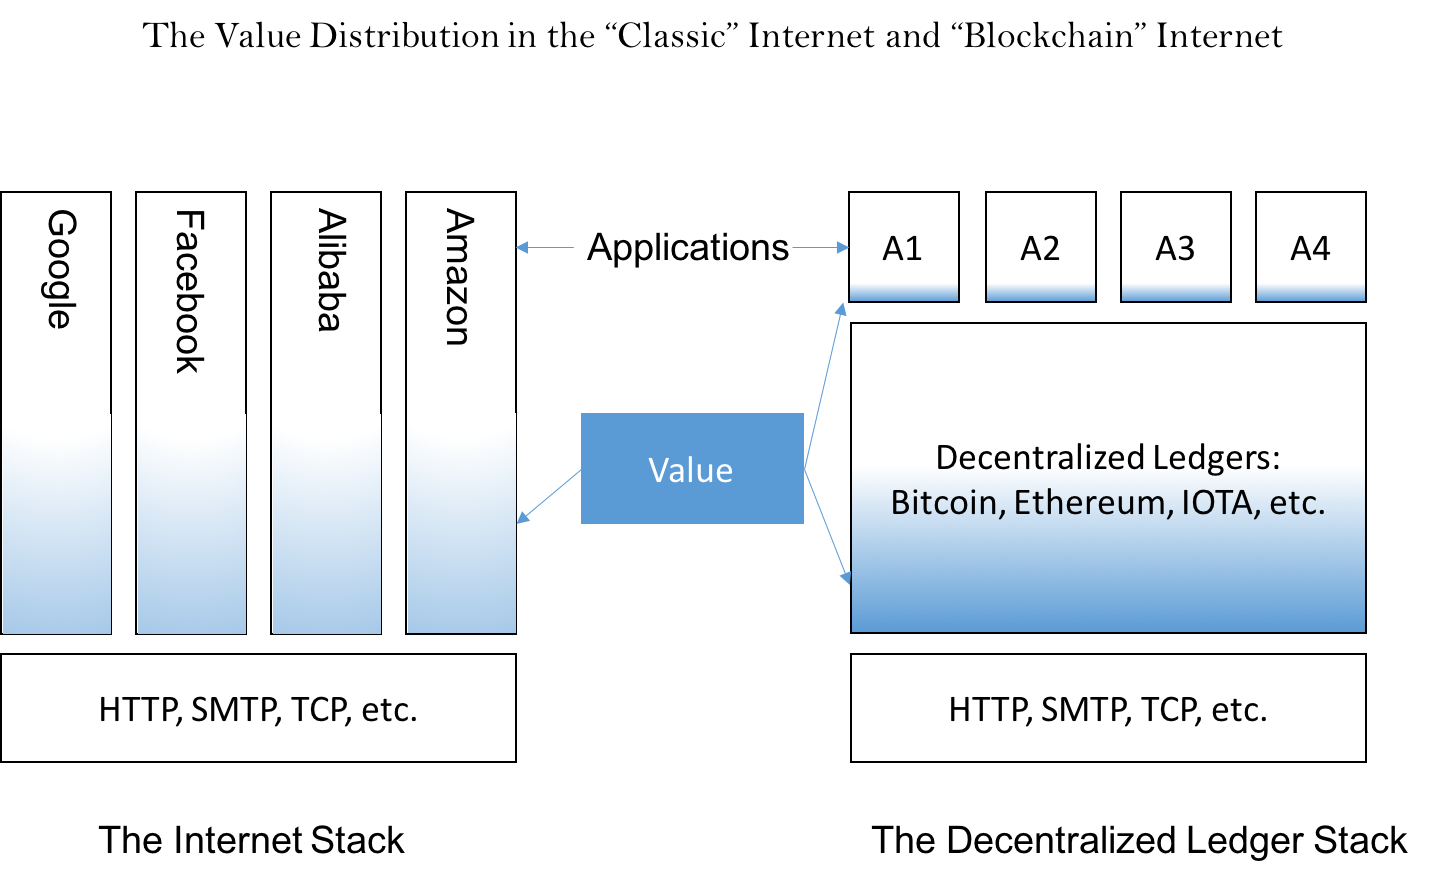 The Value Distribution in the “Classic” Internet and “Blockchain” Internet
Google
Facebook
Alibaba
Amazon
Applications
A1
A2
A3
A4
Value
Decentralized Ledgers:
Bitcoin, Ethereum, IOTA, etc.
HTTP, SMTP, TCP, etc.
HTTP, SMTP, TCP, etc.
The Internet Stack
The Decentralized Ledger Stack